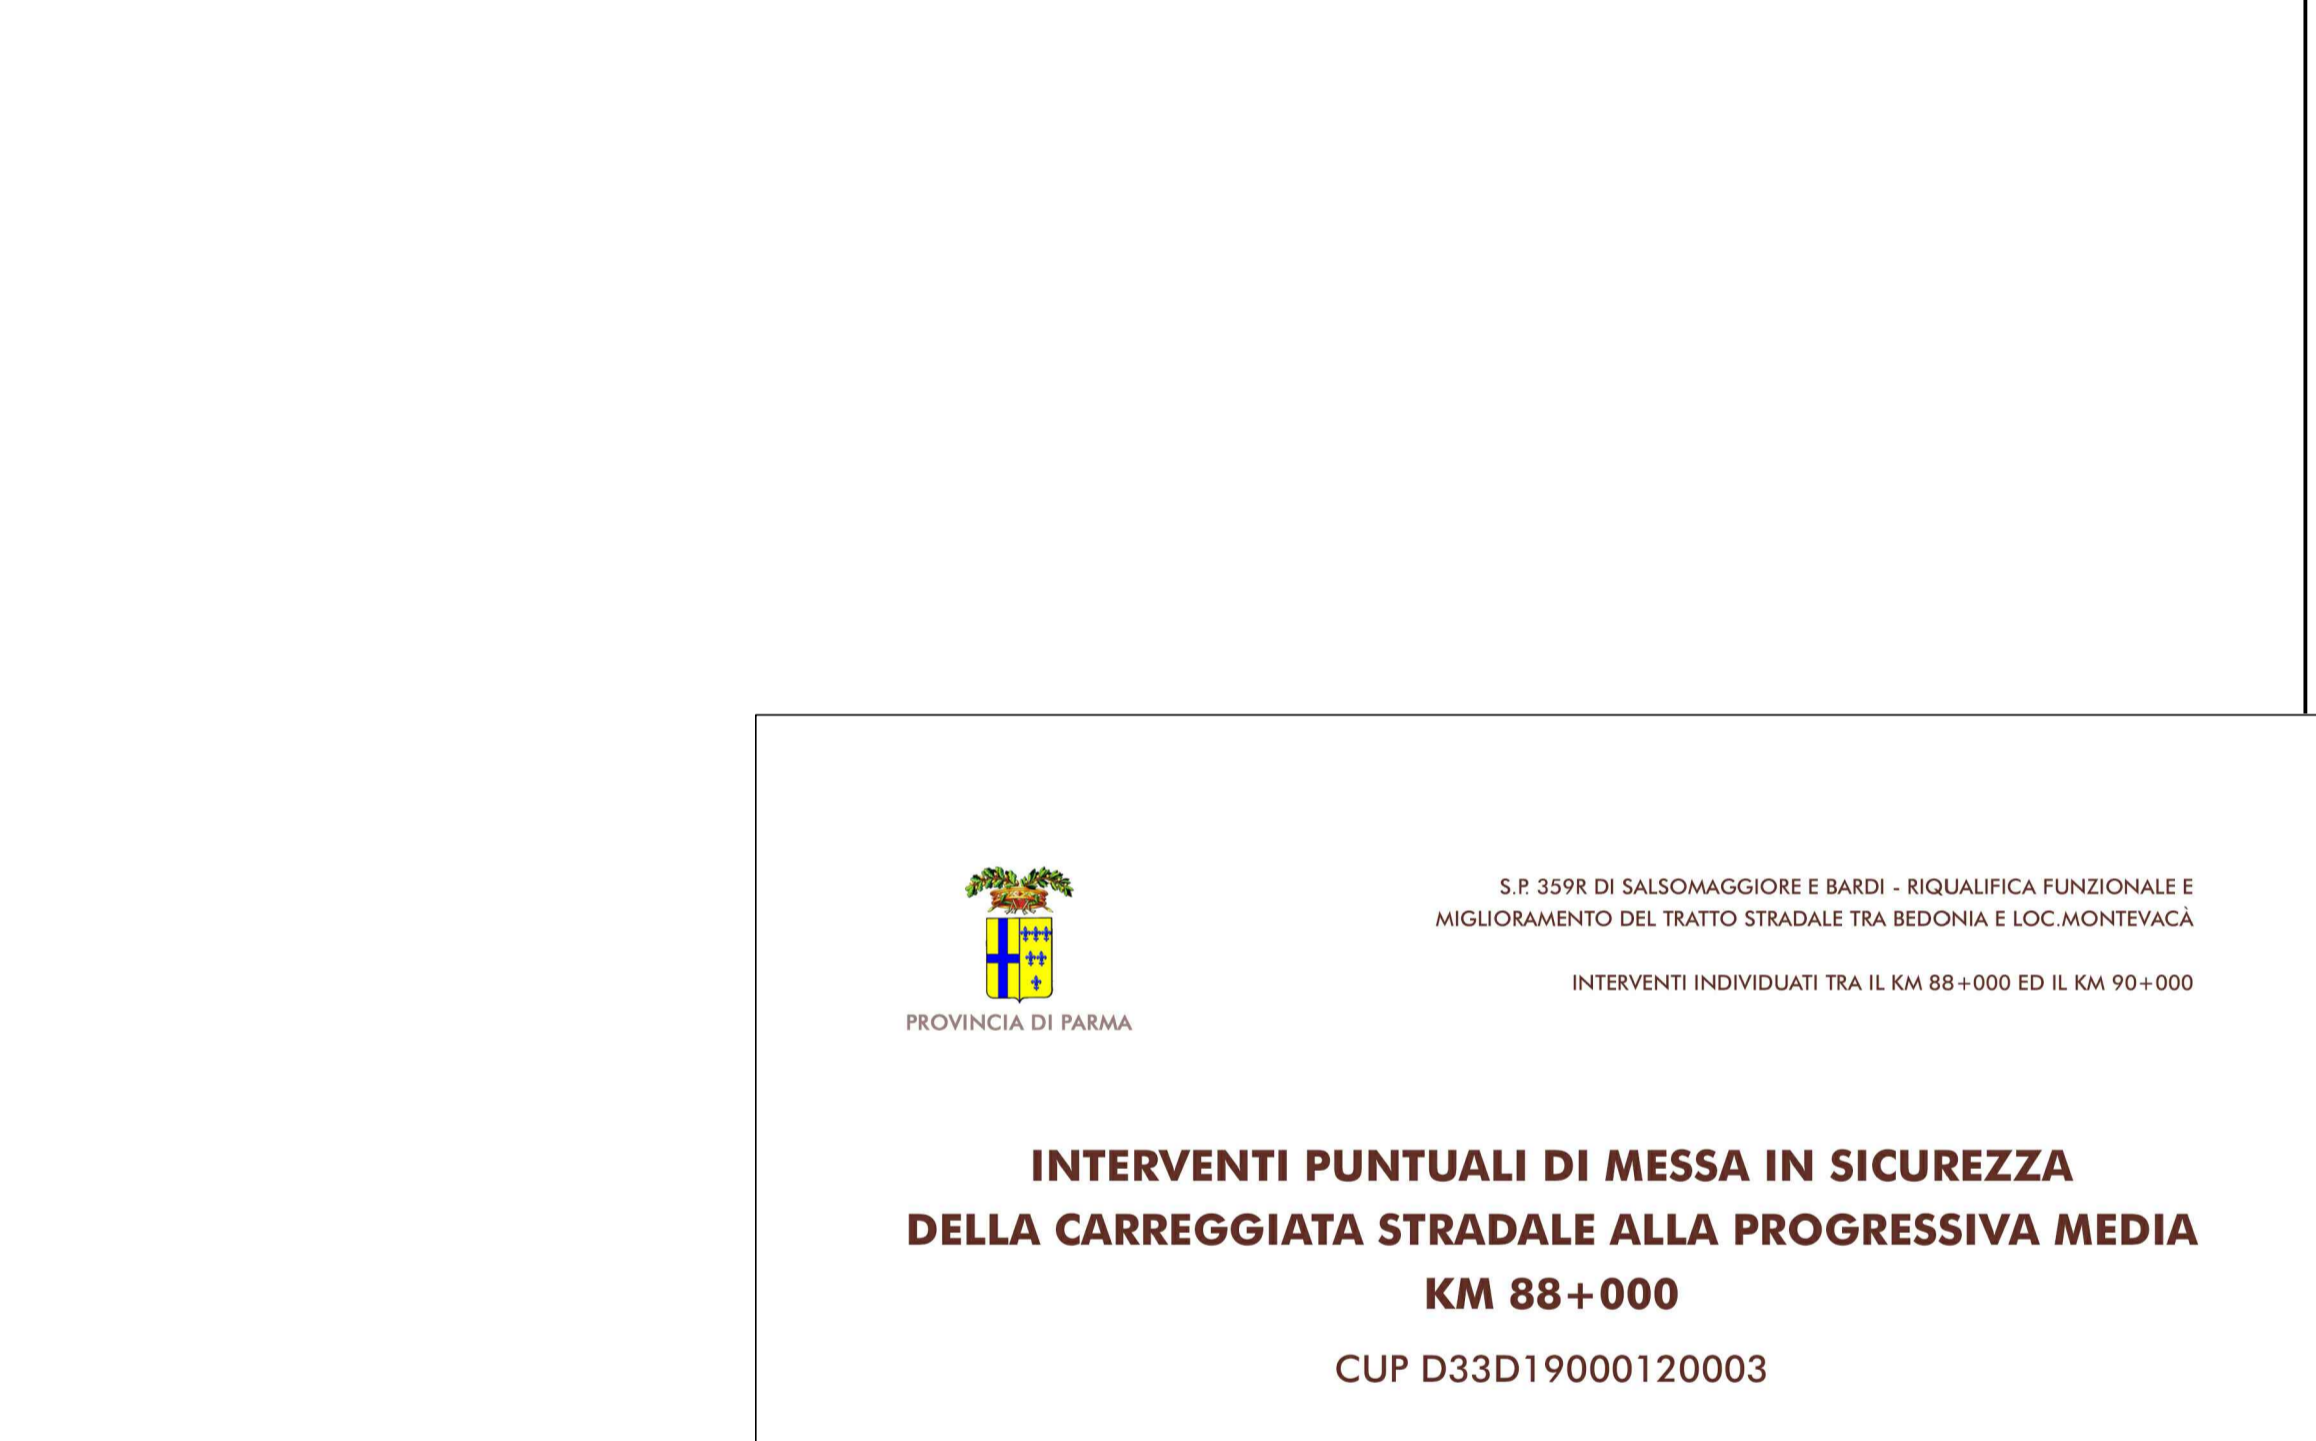 S.P. 359R DI SALSOMAGGIORE E BARDI - RIQUALIFICA FUNZIONALE E
MIGLIORAMENTO DEL TRATTO STRADALE TRA BEDONIA E LOC.MONTEVACÀ
INTERVENTI INDIVIDUATI TRA IL KM 88+000 ED IL KM 90+000
PROVINCIA DI PARMA
INTERVENTI PUNTUALI DI MESSA IN SICUREZZA
DELLA CARREGGIATA STRADALE ALLA PROGRESSIVA MEDIA
KM 88+000
CUP D33D19000120003